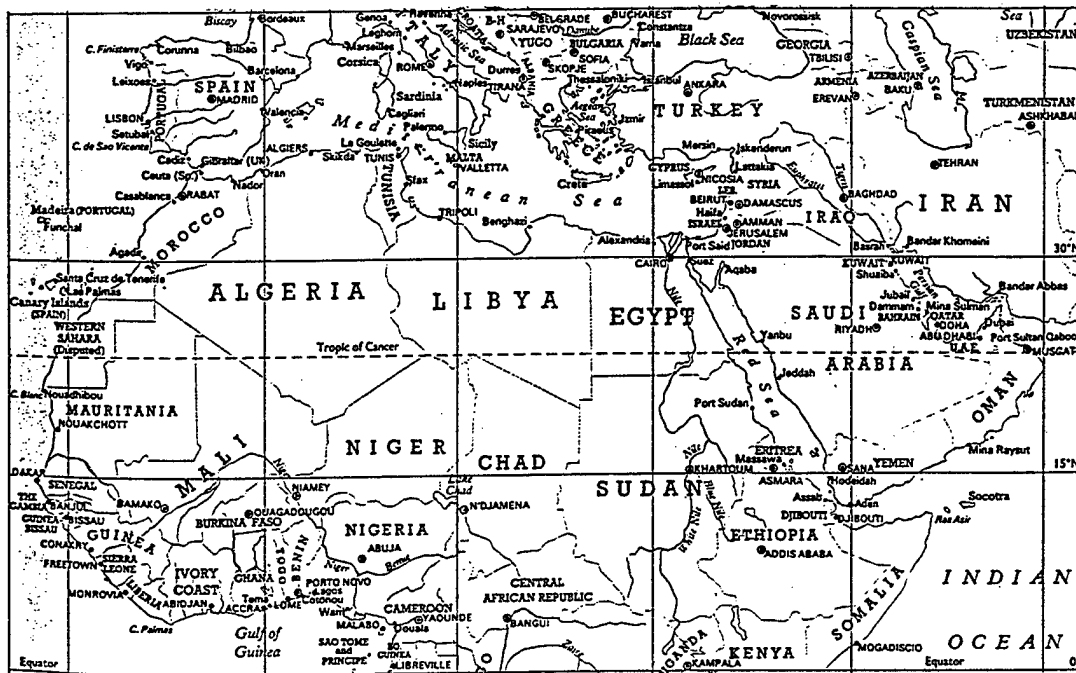 Biscay
Bordeaux
Genoa
Ravenna
CROATIA
B-H
BELGRADE
BUCHAREST
Novorossisk
Sea
C. Finisterre
Corunna
Bilbao
Leghorn
Marseilles
ITALY
Adriatic Sea
SARAJEVO
YUGO
Danube
Constantza
BULGARIA
Varna
Black Sea
GEORGIA
TBILISI
Caspian Sea
UZBEKISTAN
Vigo
Corsica
ROME
SOFIA
SKOPJE
Leixoes
SPAIN
MADRID
Barcelona
Naples
Durres
TIRANA
ALBANIA
Thessaloniki
Istanbul
ANKARA
ARMENIA
EREVAN
AZERBAIJAN
BAKU
TURKMENISTAN
ASHKHABAD
PORTUGAL
LISBON
Setubal
C. de Sao Vicente
Valencia
Sardinia
Cagliari
Palermo
Sicily
GREECE
Aegean
Sea
Piraeus
Izmir
TURKEY
Cadiz
Gibraltar (UK)
ALGIERS
Skikda
La Goulette
TUNIS
MALTA
VALLETTA
Mediterranean Sea
Crete
Mersin
Iskenderun
CYPRUS
NICOSIA
Limassol
Lattakia
SYRIA
Euphrates
Tigris
TEHRAN
Ceuta (Sp.)
Nador
Oran
Casablanca
RABAT
TUNISIA
Sfax
TRIPOLI
Benghazi
LEB.
BEIRUT
DAMASCUS
Haifa
ISRAEL
AMMAN
JERUSALEM
JORDAN
BAGHDAD
IRAQ
IRAN
Madeira (PORTUGAL)
Funchal
MOROCCO
Agadir
Alexandria
Port Said
CAIRO
Suez
Aqaba
Basrah
Bandar Khomeini
30°N
KUWAIT
KUWAIT
Shuaiba
Persian Gulf
Bandar Abbas
Santa Cruz de Tenerife
Las Palmas
Canary Islands
(SPAIN)
ALGERIA
LIBYA
EGYPT
Nile
SAUDI
RIYADH
Jubail
Dammam
BAHRAIN
Mina Sulman
QATAR
DOHA
ABU DHABI
U.A.E.
Dubai
Port Sultan Qaboos
MUSCAT
WESTERN
SAHARA
(Disputed)
Tropic of Cancer
Red Sea
Yanbu
ARABIA
Jeddah
OMAN
C. Blanc
Nouadhibou
MAURITANIA
NOUAKCHOTT
Port Sudan
Mina Raysut
MALI
NIGER
CHAD
SUDAN
Nile
KHARTOUM
ERITREA
Massawa
ASMARA
SANA
YEMEN
Hodeidah
15°N
DAKAR
SENEGAL
THE
GAMBIA
BANJUL
GUINEA
BISSAU
BISSAU
BAMAKO
Niger
NIAMEY
OUAGADOUGOU
BURKINA FASO
Lake
Chad
N'DJAMENA
NIGERIA
ABUJA
White Nile
Blue Nile
Assab
Aden
DJIBOUTI
DJIBOUTI
Socotra
Ras Asir
GUINEA
CONAKRY
FREETOWN
SIERRA
LEONE
IVORY
COAST
GHANA
TOGO
BENIN
Niger
Benue
ETHIOPIA
ADDIS ABABA
MONROVIA
LIBERIA
ABIDJAN
Tema
ACCRA
LOME
PORTO NOVO
Lagos
Cotonou
Warri
CAMEROON
YAOUNDE
Douala
CENTRAL
AFRICAN REPUBLIC
BANGUI
SOMALIA
INDIAN
OCEAN
C. Palmas
Gulf of
Guinea
MALABO
EQ.
GUINEA
SAO TOME
and
PRINCIPE
LIBREVILLE
Zaire
UGANDA
KAMPALA
KENYA
MOGADISCIO
Equator
Equator
0